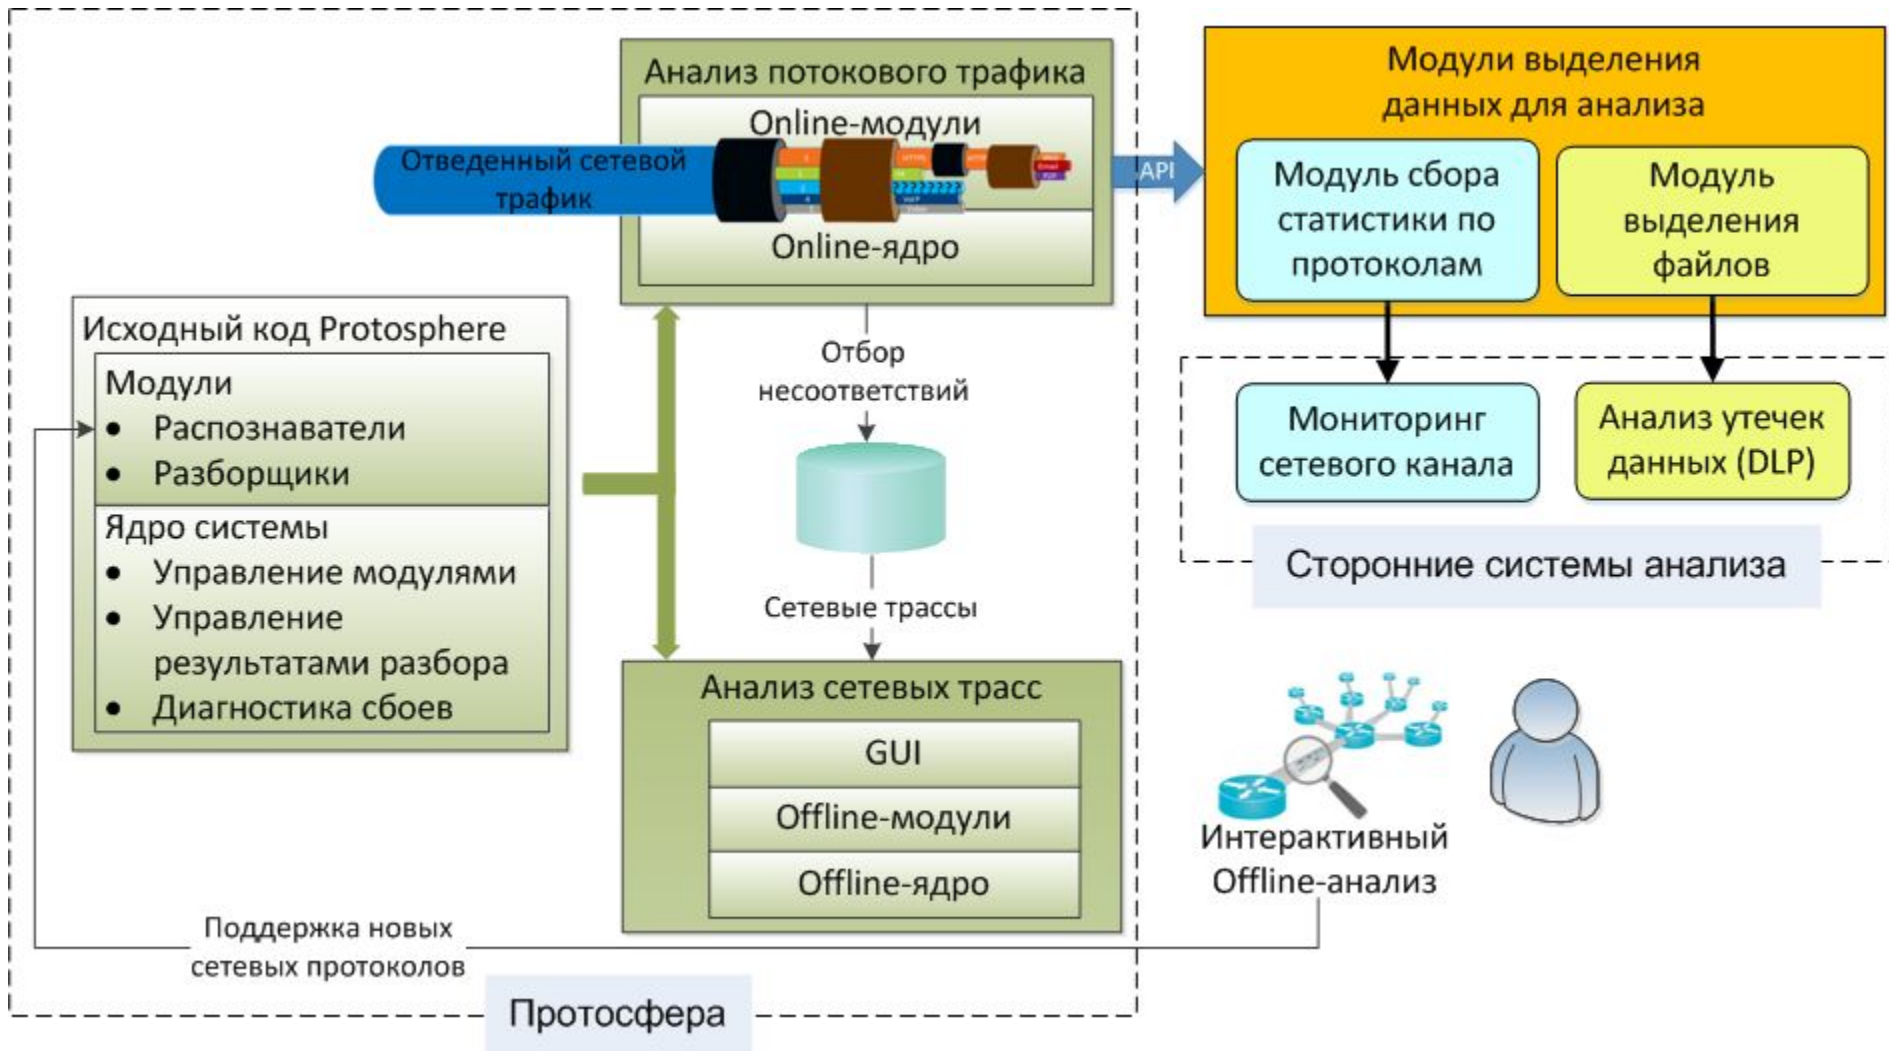 Анализ потокового трафика
Online-модули
Отведенный сетевой
трафик
Online-ядро
API
Модули выделения
данных для анализа
Модуль сбора
статистики по
протоколам
Модуль
выделения
файлов
Исходный код Protosphere
Модули
• Распознаватели
• Разборщики
Ядро системы
• Управление модулями
• Управление
результатами разбора
• Диагностика сбоев
Отбор
несоответствий
Сетевые трассы
Мониторинг
сетевого канала
Анализ утечек
данных (DLP)
Сторонние системы анализа
Анализ сетевых трасс
GUI
Offline-модули
Offline-ядро
Интерактивный
Offline-анализ
Поддержка новых
сетевых протоколов
Протосфера